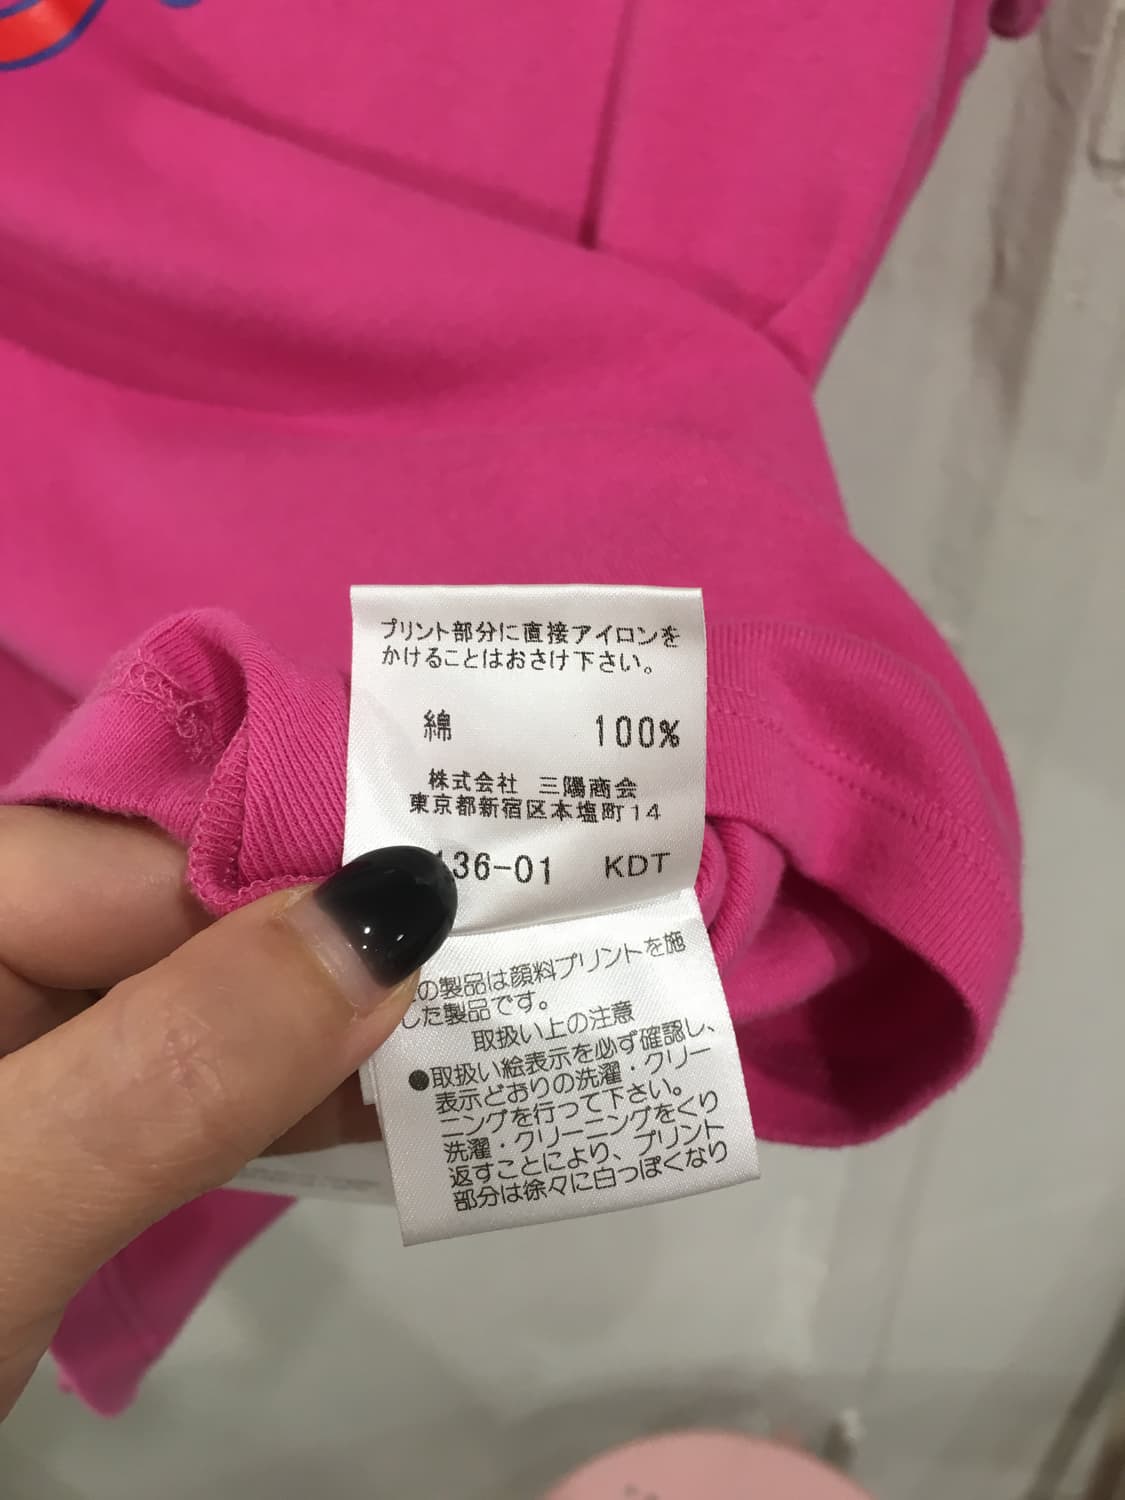 プリント部分に直接アイロンを
かけることはおさけ下さい。
綿 100%
株式会社 三陽商会
東京都新宿区本塩町14
136-01 KDT
の製品は顔料プリントを施
した製品です。
取扱い上の注意
●取扱い絵表示を必ず確認し、
表示どおりの洗濯・クリー
ニングを行って下さい。
洗濯・クリーニングをくり
返すことにより、プリント
部分は徐々に白っぽくなり